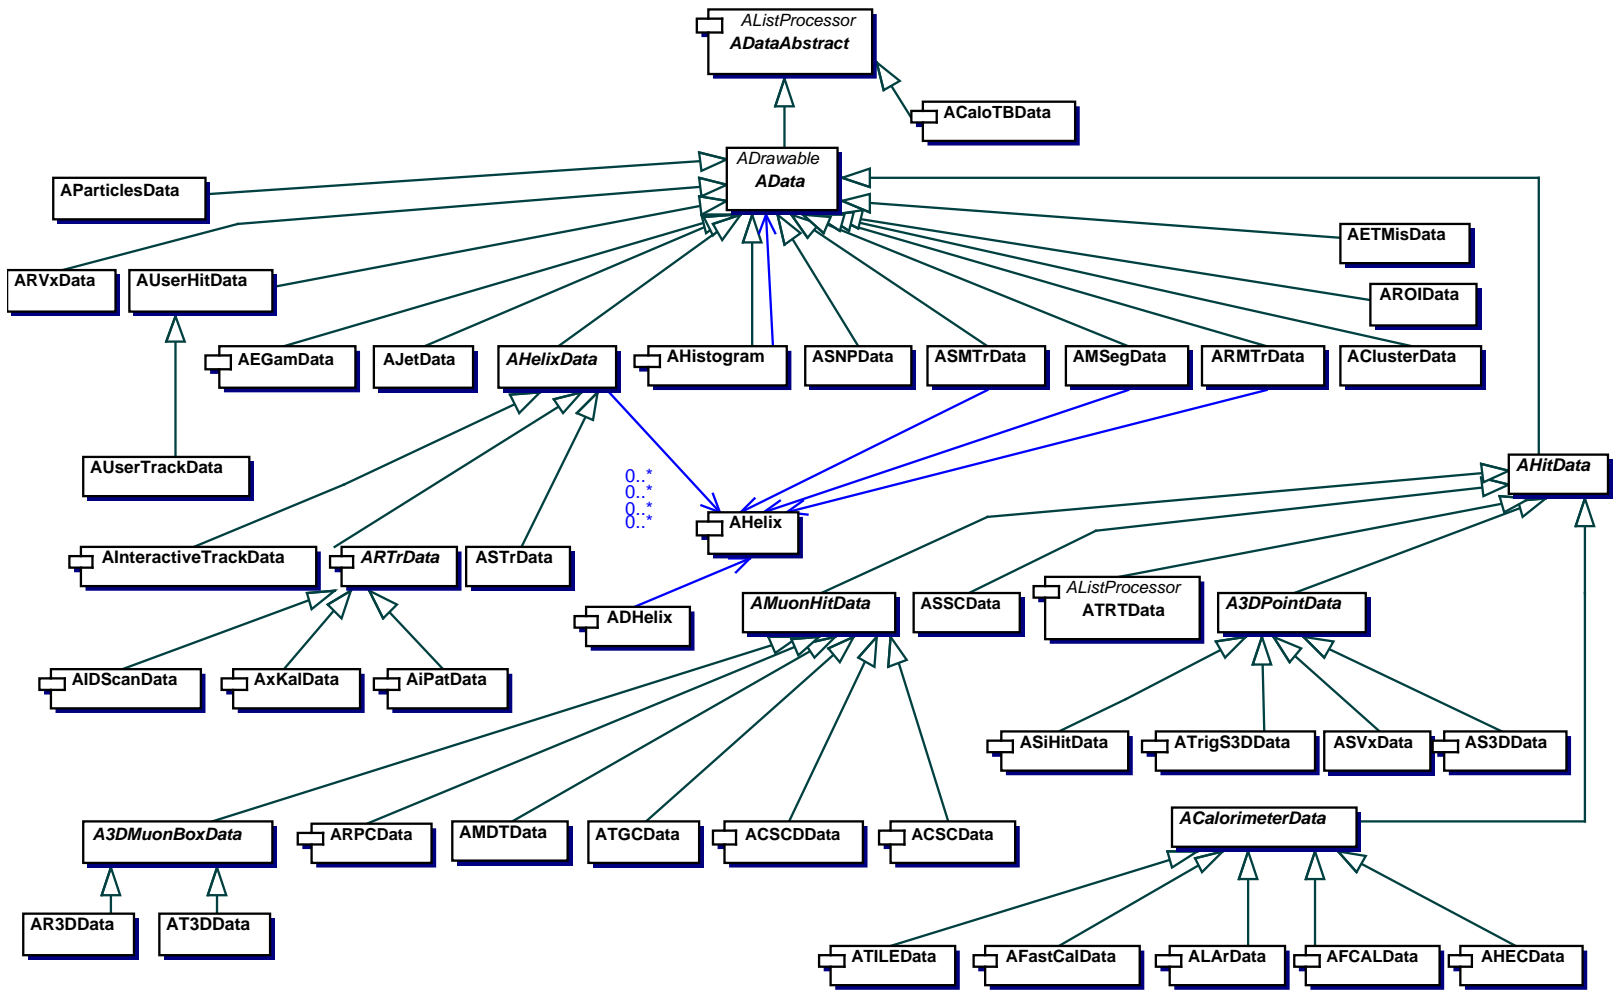 AListProcessor
ADataAbstract
ACaloTBData
ADrawable
AData
AParticlesData
AETMisData
ARVxData
AUserHitData
AROIData
AEGamData
AJetData
AHelixData
AHistogram
ASNPData
ASMTrData
AMSegData
ARMTrData
AClusterData
AUserTrackData
AHitData
0..*
0..*
0..*
0..*
AHelix
AInteractiveTrackData
ARTrData
ASTrData
ADHelix
AMuonHitData
ASSCData
AListProcessor
ATRTData
A3DPointData
AIDScanData
AxKalData
AiPatData
ASiHitData
ATrigS3DData
ASVxData
AS3DData
A3DMuonBoxData
ARPCData
AMDTData
ATGCData
ACSCDData
ACSCData
ACalorimeterData
AR3DData
AT3DData
ATILEData
AFastCalData
ALArData
AFCALData
AHECData